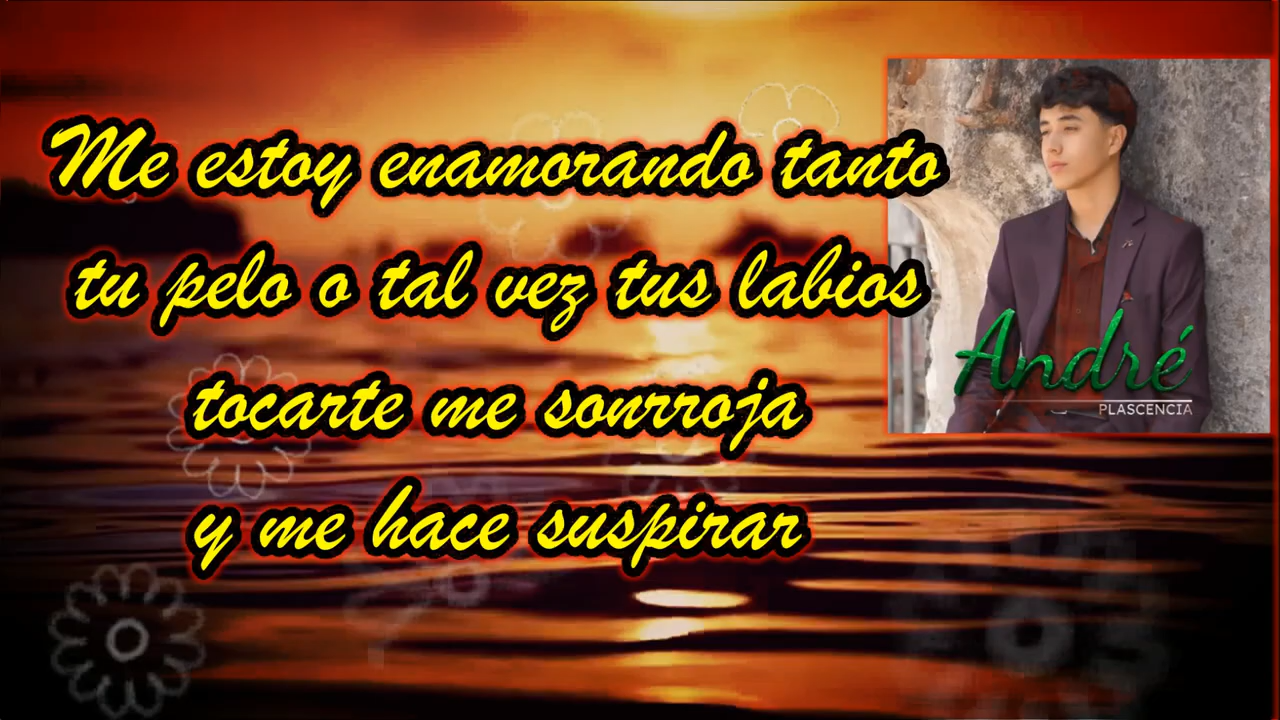 Me estoy enamorando tanto
tu pelo o tal vez tus labios
tocarte me sonrroja
y me hace suspirar
André
PLASCENCIA